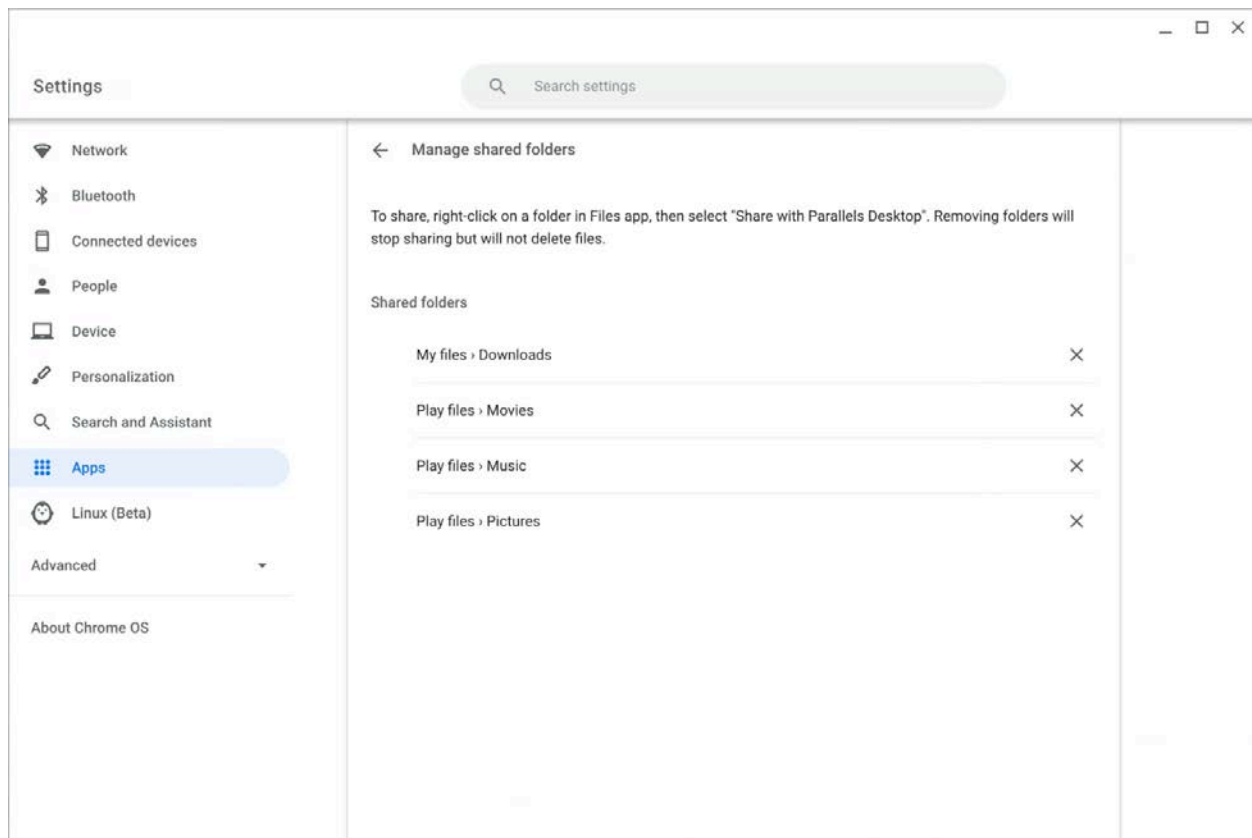 Settings
Search settings
Network
Bluetooth
Connected devices
People
Device
Personalization
Search and Assistant
Apps
Linux (Beta)
Advanced
About Chrome OS
Manage shared folders
To share, right-click on a folder in Files app, then select "Share with Parallels Desktop". Removing folders will
stop sharing but will not delete files.
Shared folders
My files › Downloads
Play files › Movies
Play files › Music
Play files › Pictures